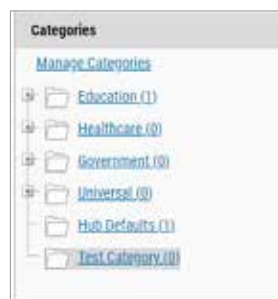 Categories
Manage Categories
Education (1)
Healthcare (0)
Government (0)
Universal (0)
Hub Defaults (1)
Test Category (0)